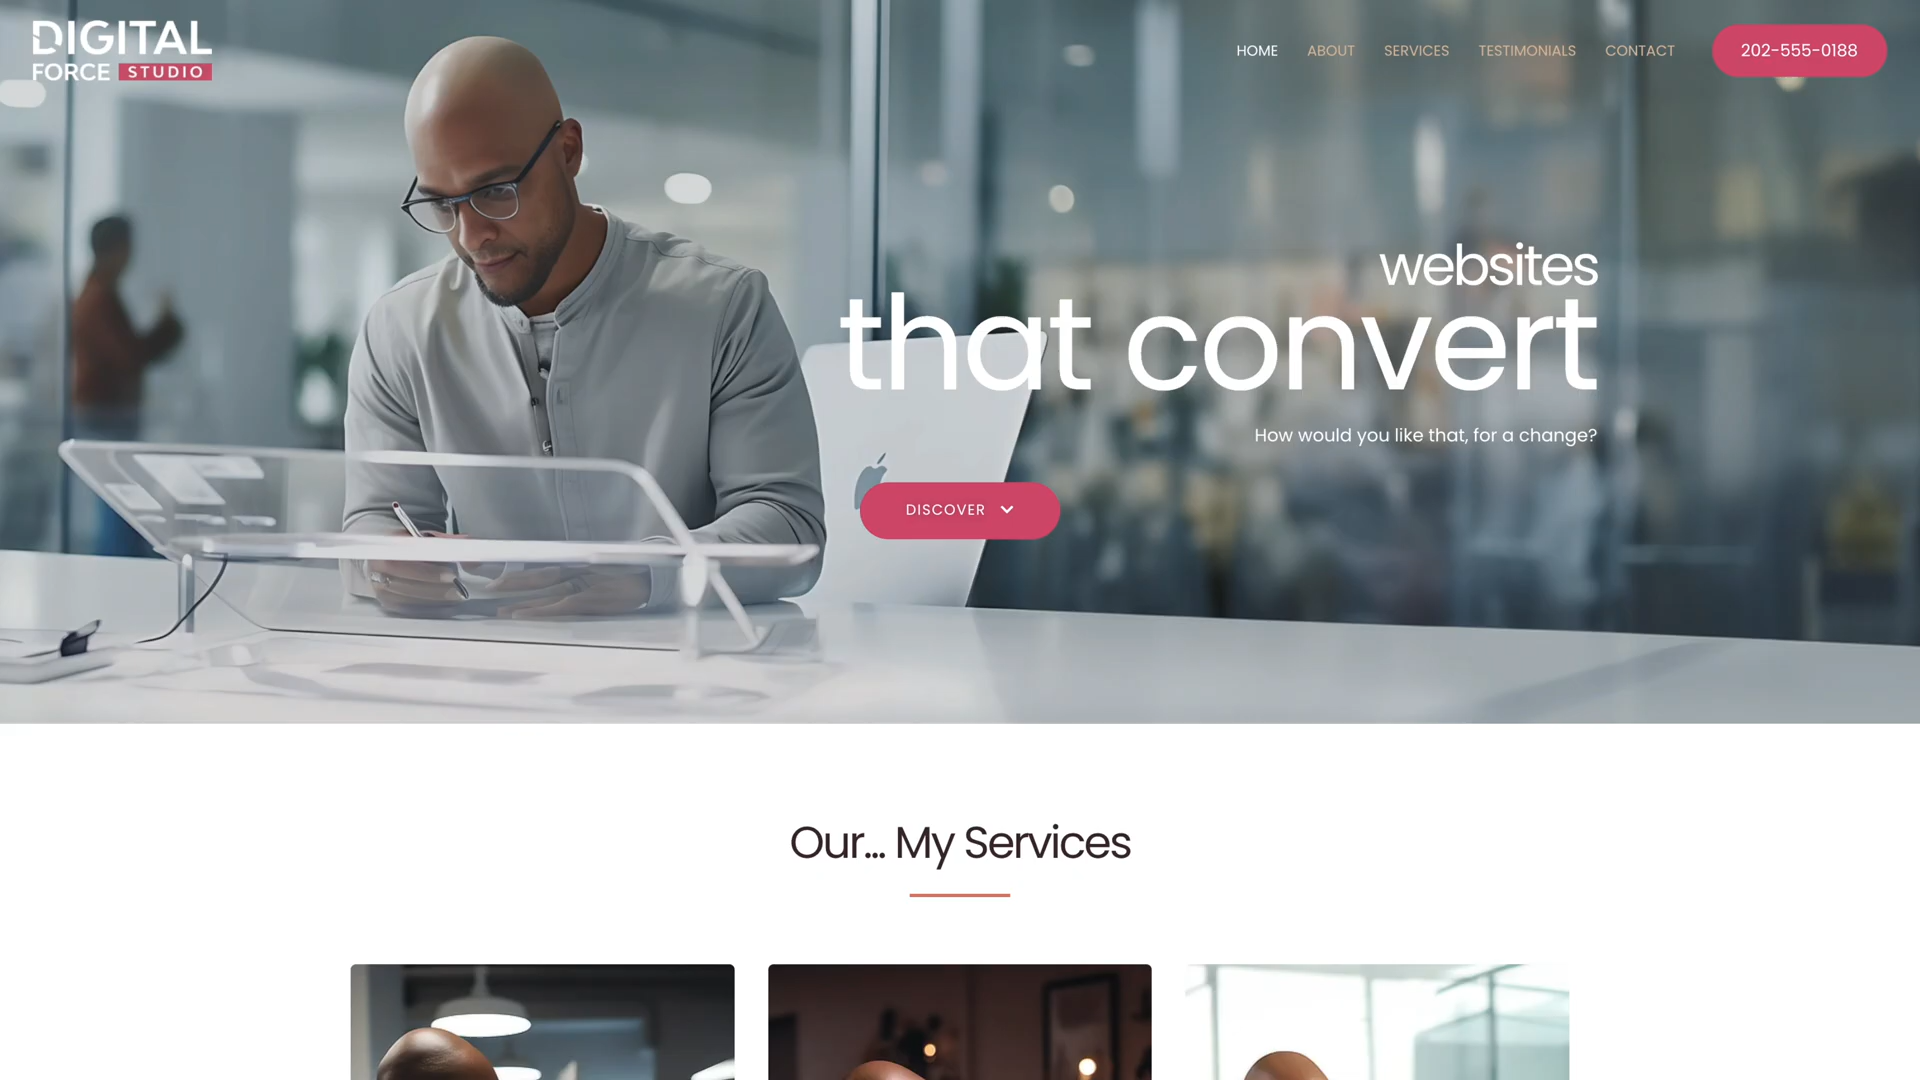 DIGITAL
FORCE STUDIO
HOME ABOUT SERVICES TESTIMONIALS CONTACT 202-555-0188
websites
that convert
How would you like that, for a change?
DISCOVER
Our... My Services